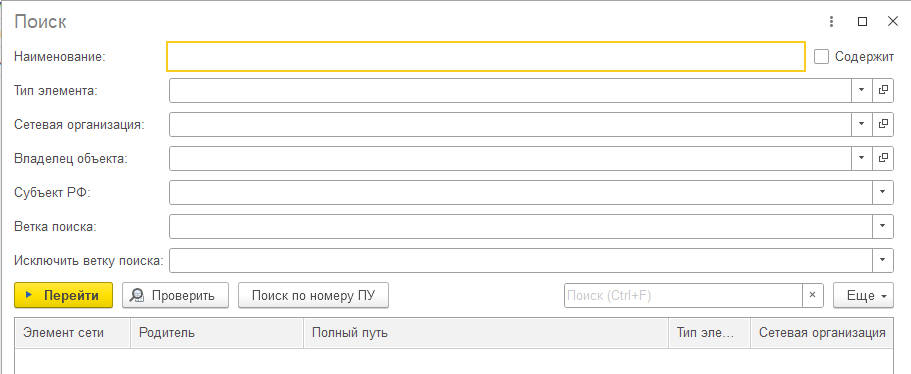 Поиск
Наименование: Содержит
Тип элемента:
Сетевая организация:
Владелец объекта:
Субъект РФ:
Ветка поиска:
Исключить ветку поиска:
Перейти Проверить Поиск по номеру ПУ Поиск (Ctrl+F) × Еще
Элемент сети Родитель Полный путь Тип эле... Сетевая организация